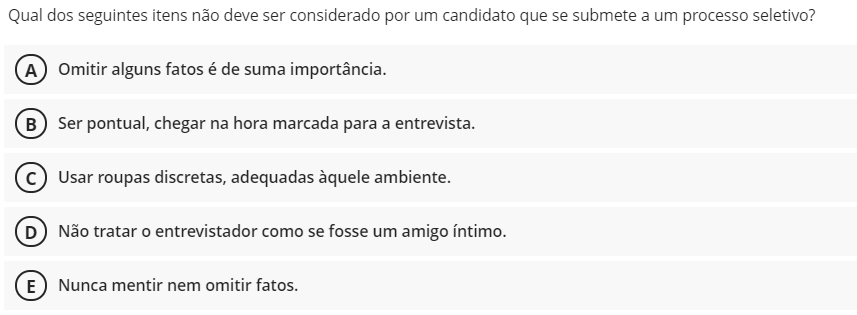 Qual dos seguintes itens não deve ser considerado por um candidato que se submete a um processo seletivo?
A Omitir alguns fatos é de suma importância.
B Ser pontual, chegar na hora marcada para a entrevista.
C Usar roupas discretas, adequadas àquele ambiente.
D Não tratar o entrevistador como se fosse um amigo íntimo.
E Nunca mentir nem omitir fatos.